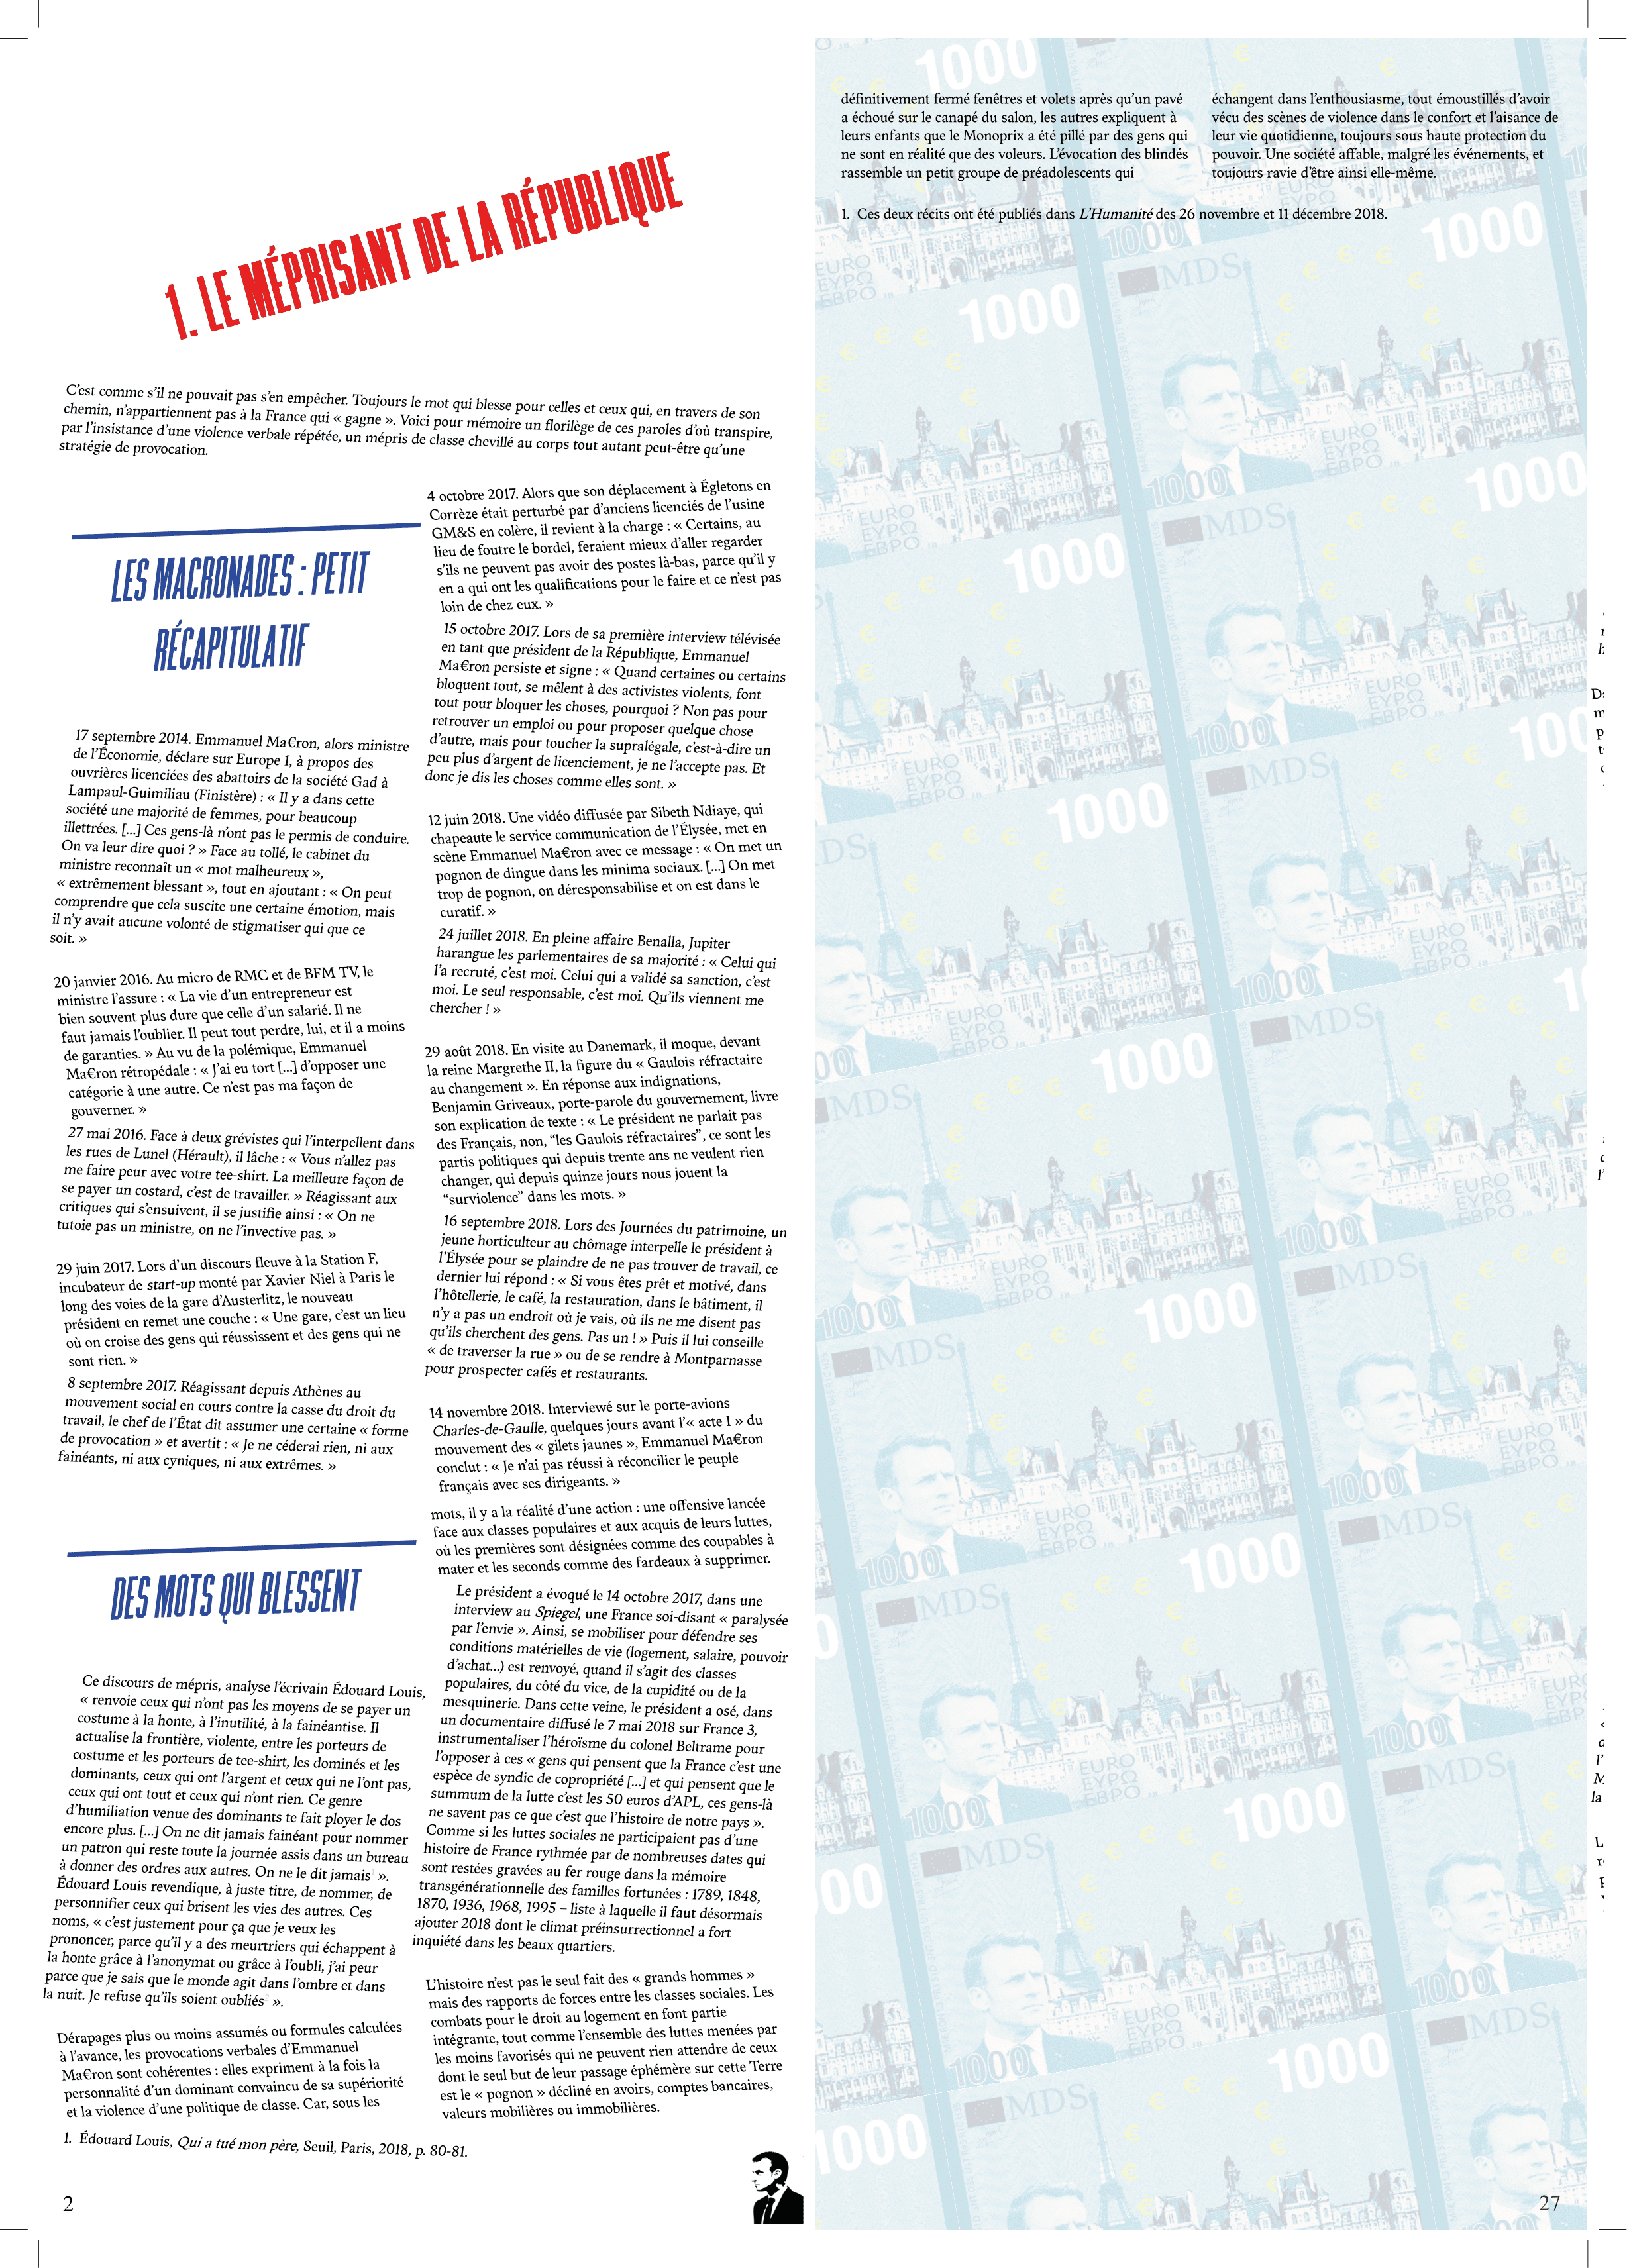 1. LE MÉPRISANT DE LA RÉPUBLIQUE
C'est comme s'il ne pouvait pas s'en empêcher. Toujours le mot qui blesse pour celles et ceux qui, en travers de son
chemin, n'appartiennent pas à la France qui « gagne ». Voici pour mémoire un florilège de ces paroles d'où transpire,
par l'insistance d'une violence verbale répétée, un mépris de classe chevillé au corps tout autant peut-être qu'une
stratégie de provocation.
LES MACRONADES : PETIT
RÉCAPITULATIF
17 septembre 2014. Emmanuel Ma€ron, alors ministre
de l'Économie, déclare sur Europe 1, à propos des
ouvrières licenciées des abattoirs de la société Gad à
Lampaul-Guimiliau (Finistère) : « Il y a dans cette
société une majorité de femmes, pour beaucoup
illettrées. [...] Ces gens-là n'ont pas le permis de conduire.
On va leur dire quoi ? » Face au tollé, le cabinet du
ministre reconnaît un « mot malheureux »,
« extrêmement blessant », tout en ajoutant : « On peut
comprendre que cela suscite une certaine émotion, mais
il n'y avait aucune volonté de stigmatiser qui que ce
soit. »
20 janvier 2016. Au micro de RMC et de BFM TV, le
ministre l'assure : « La vie d'un entrepreneur est
bien souvent plus dure que celle d'un salarié. Il ne
faut jamais l'oublier. Il peut tout perdre, lui, et il a moins
de garanties. » Au vu de la polémique, Emmanuel
Ma€ron rétropédale : « J'ai eu tort [...] d'opposer une
catégorie à une autre. Ce n'est pas ma façon de
gouverner. »
27 mai 2016. Face à deux grévistes qui l'interpellent dans
les rues de Lunel (Hérault), il lâche : « Vous n'allez pas
me faire peur avec votre tee-shirt. La meilleure façon de
se payer un costard, c'est de travailler. » Réagissant aux
critiques qui s'ensuivent, il se justifie ainsi : « On ne
tutoie pas un ministre, on ne l'invective pas. »
29 juin 2017. Lors d'un discours fleuve à la Station F,
incubateur de start-up monté par Xavier Niel à Paris le
long des voies de la gare d'Austerlitz, le nouveau
président en remet une couche : « Une gare, c'est un lieu
où on croise des gens qui réussissent et des gens qui ne
sont rien. »
8 septembre 2017. Réagissant depuis Athènes au
mouvement social en cours contre la casse du droit du
travail, le chef de l'État dit assumer une certaine « forme
de provocation » et avertit : « Je ne céderai rien, ni aux
fainéants, ni aux cyniques, ni aux extrêmes. »
4 octobre 2017. Alors que son déplacement à Égletons en
Corrèze était perturbé par d'anciens licenciés de l'usine
GM&S en colère, il revient à la charge : « Certains, au
lieu de foutre le bordel, feraient mieux d'aller regarder
s'ils ne peuvent pas avoir des postes là-bas, parce qu'il y
en a qui ont les qualifications pour le faire et ce n'est pas
loin de chez eux. »
15 octobre 2017. Lors de sa première interview télévisée
en tant que président de la République, Emmanuel
Ma€ron persiste et signe : « Quand certaines ou certains
bloquent tout, se mêlent à des activistes violents, font
tout pour bloquer les choses, pourquoi ? Non pas pour
retrouver un emploi ou pour proposer quelque chose
d'autre, mais pour toucher la supralégale, c'est-à-dire un
peu plus d'argent de licenciement, je ne l'accepte pas. Et
donc je dis les choses comme elles sont. »
12 juin 2018. Une vidéo diffusée par Sibeth Ndiaye, qui
chapeaute le service communication de l'Élysée, met en
scène Emmanuel Ma€ron avec ce message : « On met un
pognon de dingue dans les minima sociaux. [...] On met
trop de pognon, on déresponsabilise et on est dans le
curatif. »
24 juillet 2018. En pleine affaire Benalla, Jupiter
harangue les parlementaires de sa majorité : « Celui qui
l'a recruté, c'est moi. Celui qui a validé sa sanction, c'est
moi. Le seul responsable, c'est moi. Qu'ils viennent me
chercher ! »
29 août 2018. En visite au Danemark, il moque, devant
la reine Margrethe II, la figure du « Gaulois réfractaire
au changement ». En réponse aux indignations,
Benjamin Griveaux, porte-parole du gouvernement, livre
son explication de texte : « Le président ne parlait pas
des Français, non, “les Gaulois réfractaires”, ce sont les
partis politiques qui depuis trente ans ne veulent rien
changer, qui depuis quinze jours nous jouent la
“surviolence” dans les mots. »
16 septembre 2018. Lors des Journées du patrimoine, un
jeune horticulteur au chômage interpelle le président à
l'Élysée pour se plaindre de ne pas trouver de travail, ce
dernier lui répond : « Si vous êtes prêt et motivé, dans
l'hôtellerie, le café, la restauration, dans le bâtiment, il
n'y a pas un endroit où je vais, où ils ne me disent pas
qu'ils cherchent des gens. Pas un ! » Puis il lui conseille
« de traverser la rue » ou de se rendre à Montparnasse
pour prospecter cafés et restaurants.
14 novembre 2018. Interviewé sur le porte-avions
Charles-de-Gaulle, quelques jours avant l'« acte I » du
mouvement des « gilets jaunes », Emmanuel Ma€ron
conclut : « Je n'ai pas réussi à réconcilier le peuple
français avec ses dirigeants. »
DES MOTS QUI BLESSENT
Ce discours de mépris, analyse l'écrivain Édouard Louis,
« renvoie ceux qui n'ont pas les moyens de se payer un
costume à la honte, à l'inutilité, à la fainéantise. Il
actualise la frontière, violente, entre les porteurs de
costume et les porteurs de tee-shirt, les dominés et les
dominants, ceux qui ont l'argent et ceux qui ne l'ont pas,
ceux qui ont tout et ceux qui n'ont rien. Ce genre
d'humiliation venue des dominants te fait ployer le dos
encore plus. [...] On ne dit jamais fainéant pour nommer
un patron qui reste toute la journée assis dans un bureau
à donner des ordres aux autres. On ne le dit jamais ».
Édouard Louis revendique, à juste titre, de nommer, de
personnifier ceux qui brisent les vies des autres. Ces
noms, « c'est justement pour ça que je veux les
prononcer, parce qu'il y a des meurtriers qui échappent à
la honte grâce à l'anonymat ou grâce à l'oubli, j'ai peur
parce que je sais que le monde agit dans l'ombre et dans
la nuit. Je refuse qu'ils soient oubliés ».
Dérapages plus ou moins assumés ou formules calculées
à l'avance, les provocations verbales d'Emmanuel
Ma€ron sont cohérentes : elles expriment à la fois la
personnalité d'un dominant convaincu de sa supériorité
et la violence d'une politique de classe. Car, sous les
mots, il y a la réalité d'une action : une offensive lancée
face aux classes populaires et aux acquis de leurs luttes,
où les premières sont désignées comme des coupables à
mater et les seconds comme des fardeaux à supprimer.
Le président a évoqué le 14 octobre 2017, dans une
interview au Spiegel, une France soi-disant « paralysée
par l'envie ». Ainsi, se mobiliser pour défendre ses
conditions matérielles de vie (logement, salaire, pouvoir
d'achat...) est renvoyé, quand il s'agit des classes
populaires, du côté du vice, de la cupidité ou de la
mesquinerie. Dans cette veine, le président a osé, dans
un documentaire diffusé le 7 mai 2018 sur France 3,
instrumentaliser l'héroïsme du colonel Beltrame pour
l'opposer à ces « gens qui pensent que la France c'est une
espèce de syndic de copropriété [...] et qui pensent que le
summum de la lutte c'est les 50 euros d'APL, ces gens-là
ne savent pas ce que c'est que l'histoire de notre pays ».
Comme si les luttes sociales ne participaient pas d'une
histoire de France rythmée par de nombreuses dates qui
sont restées gravées au fer rouge dans la mémoire
transgénérationnelle des familles fortunées : 1789, 1848,
1870, 1936, 1968, 1995 – liste à laquelle il faut désormais
ajouter 2018 dont le climat préinsurrectionnel a fort
inquiété dans les beaux quartiers.
L'histoire n'est pas le seul fait des « grands hommes »
mais des rapports de forces entre les classes sociales. Les
combats pour le droit au logement en font partie
intégrante, tout comme l'ensemble des luttes menées par
les moins favorisés qui ne peuvent rien attendre de ceux
dont le seul but de leur passage éphémère sur cette Terre
est le « pognon » décliné en avoirs, comptes bancaires,
valeurs mobilières ou immobilières.
1. Édouard Louis, Qui a tué mon père, Seuil, Paris, 2018, p. 80-81.
2
définitivement fermé fenêtres et volets après qu'un pavé
a échoué sur le canapé du salon, les autres expliquent à
leurs enfants que le Monoprix a été pillé par des gens qui
ne sont en réalité que des voleurs. L'évocation des blindés
rassemble un petit groupe de préadolescents qui
échangent dans l'enthousiasme, tout émoustillés d'avoir
vécu des scènes de violence dans le confort et l'aisance de
leur vie quotidienne, toujours sous haute protection du
pouvoir. Une société affable, malgré les événements, et
toujours ravie d'être ainsi elle-même.
1. Ces deux récits ont été publiés dans L'Humanité des 26 novembre et 11 décembre 2018.
1000
MDS
EURO
EYPO
ЕВРО
1000
27